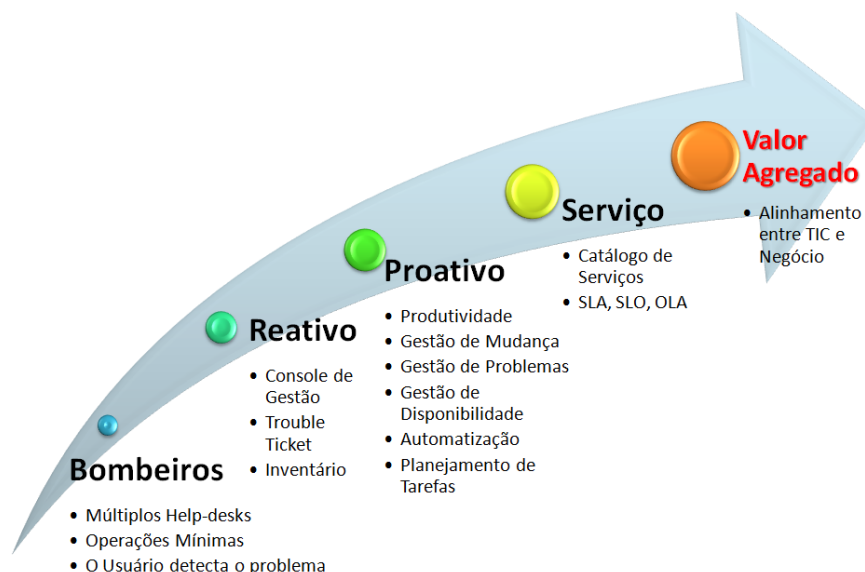 Bombeiros
• Múltiplos Help-desks
• Operações Mínimas
• O Usuário detecta o problema
Reativo
• Console de
Gestão
• Trouble
Ticket
• Inventário
Proativo
• Produtividade
• Gestão de Mudança
• Gestão de Problemas
• Gestão de
Disponibilidade
• Automatização
• Planejamento de
Tarefas
Serviço
• Catálogo de
Serviços
• SLA, SLO, OLA
Valor
Agregado
• Alinhamento
entre TIC e
Negócio